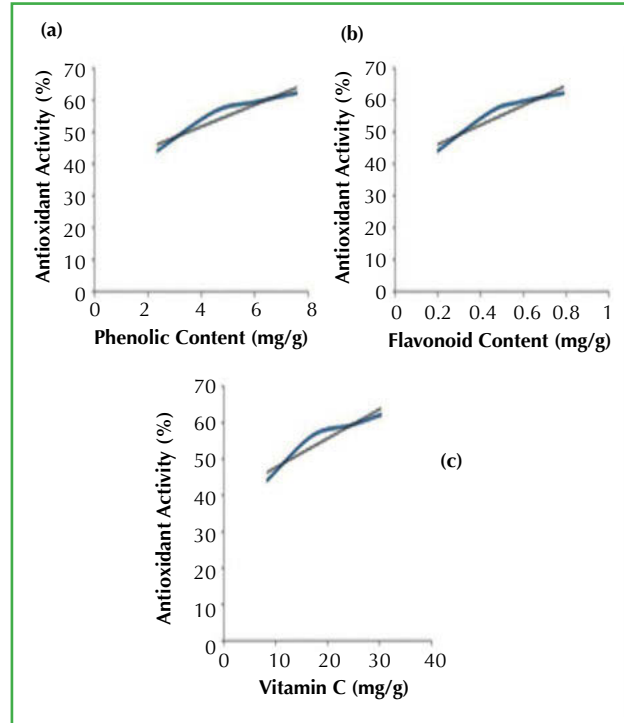 (a)
(b)
Antioxidant Activity (%)
70
60
50
40
30
20
10
0
0 2 4 6 8
Phenolic Content (mg/g)
Antioxidant Activity (%)
70
60
50
40
30
20
10
0
0 0.2 0.4 0.6 0.8 1
Flavonoid Content (mg/g)
(c)
Antioxidant Activity (%)
70
60
50
40
30
20
10
0
0 10 20 30 40
Vitamin C (mg/g)